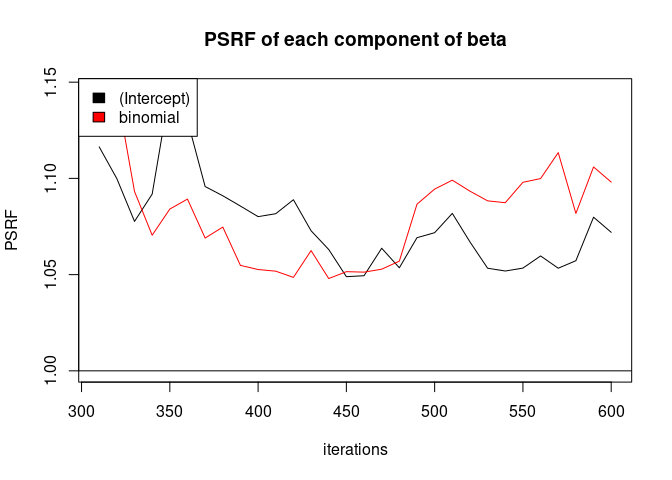 PSRF of each component of beta
(Intercept)
binomial
PSRF
1.15
1.10
1.05
1.00
300 350 400 450 500 550 600
iterations